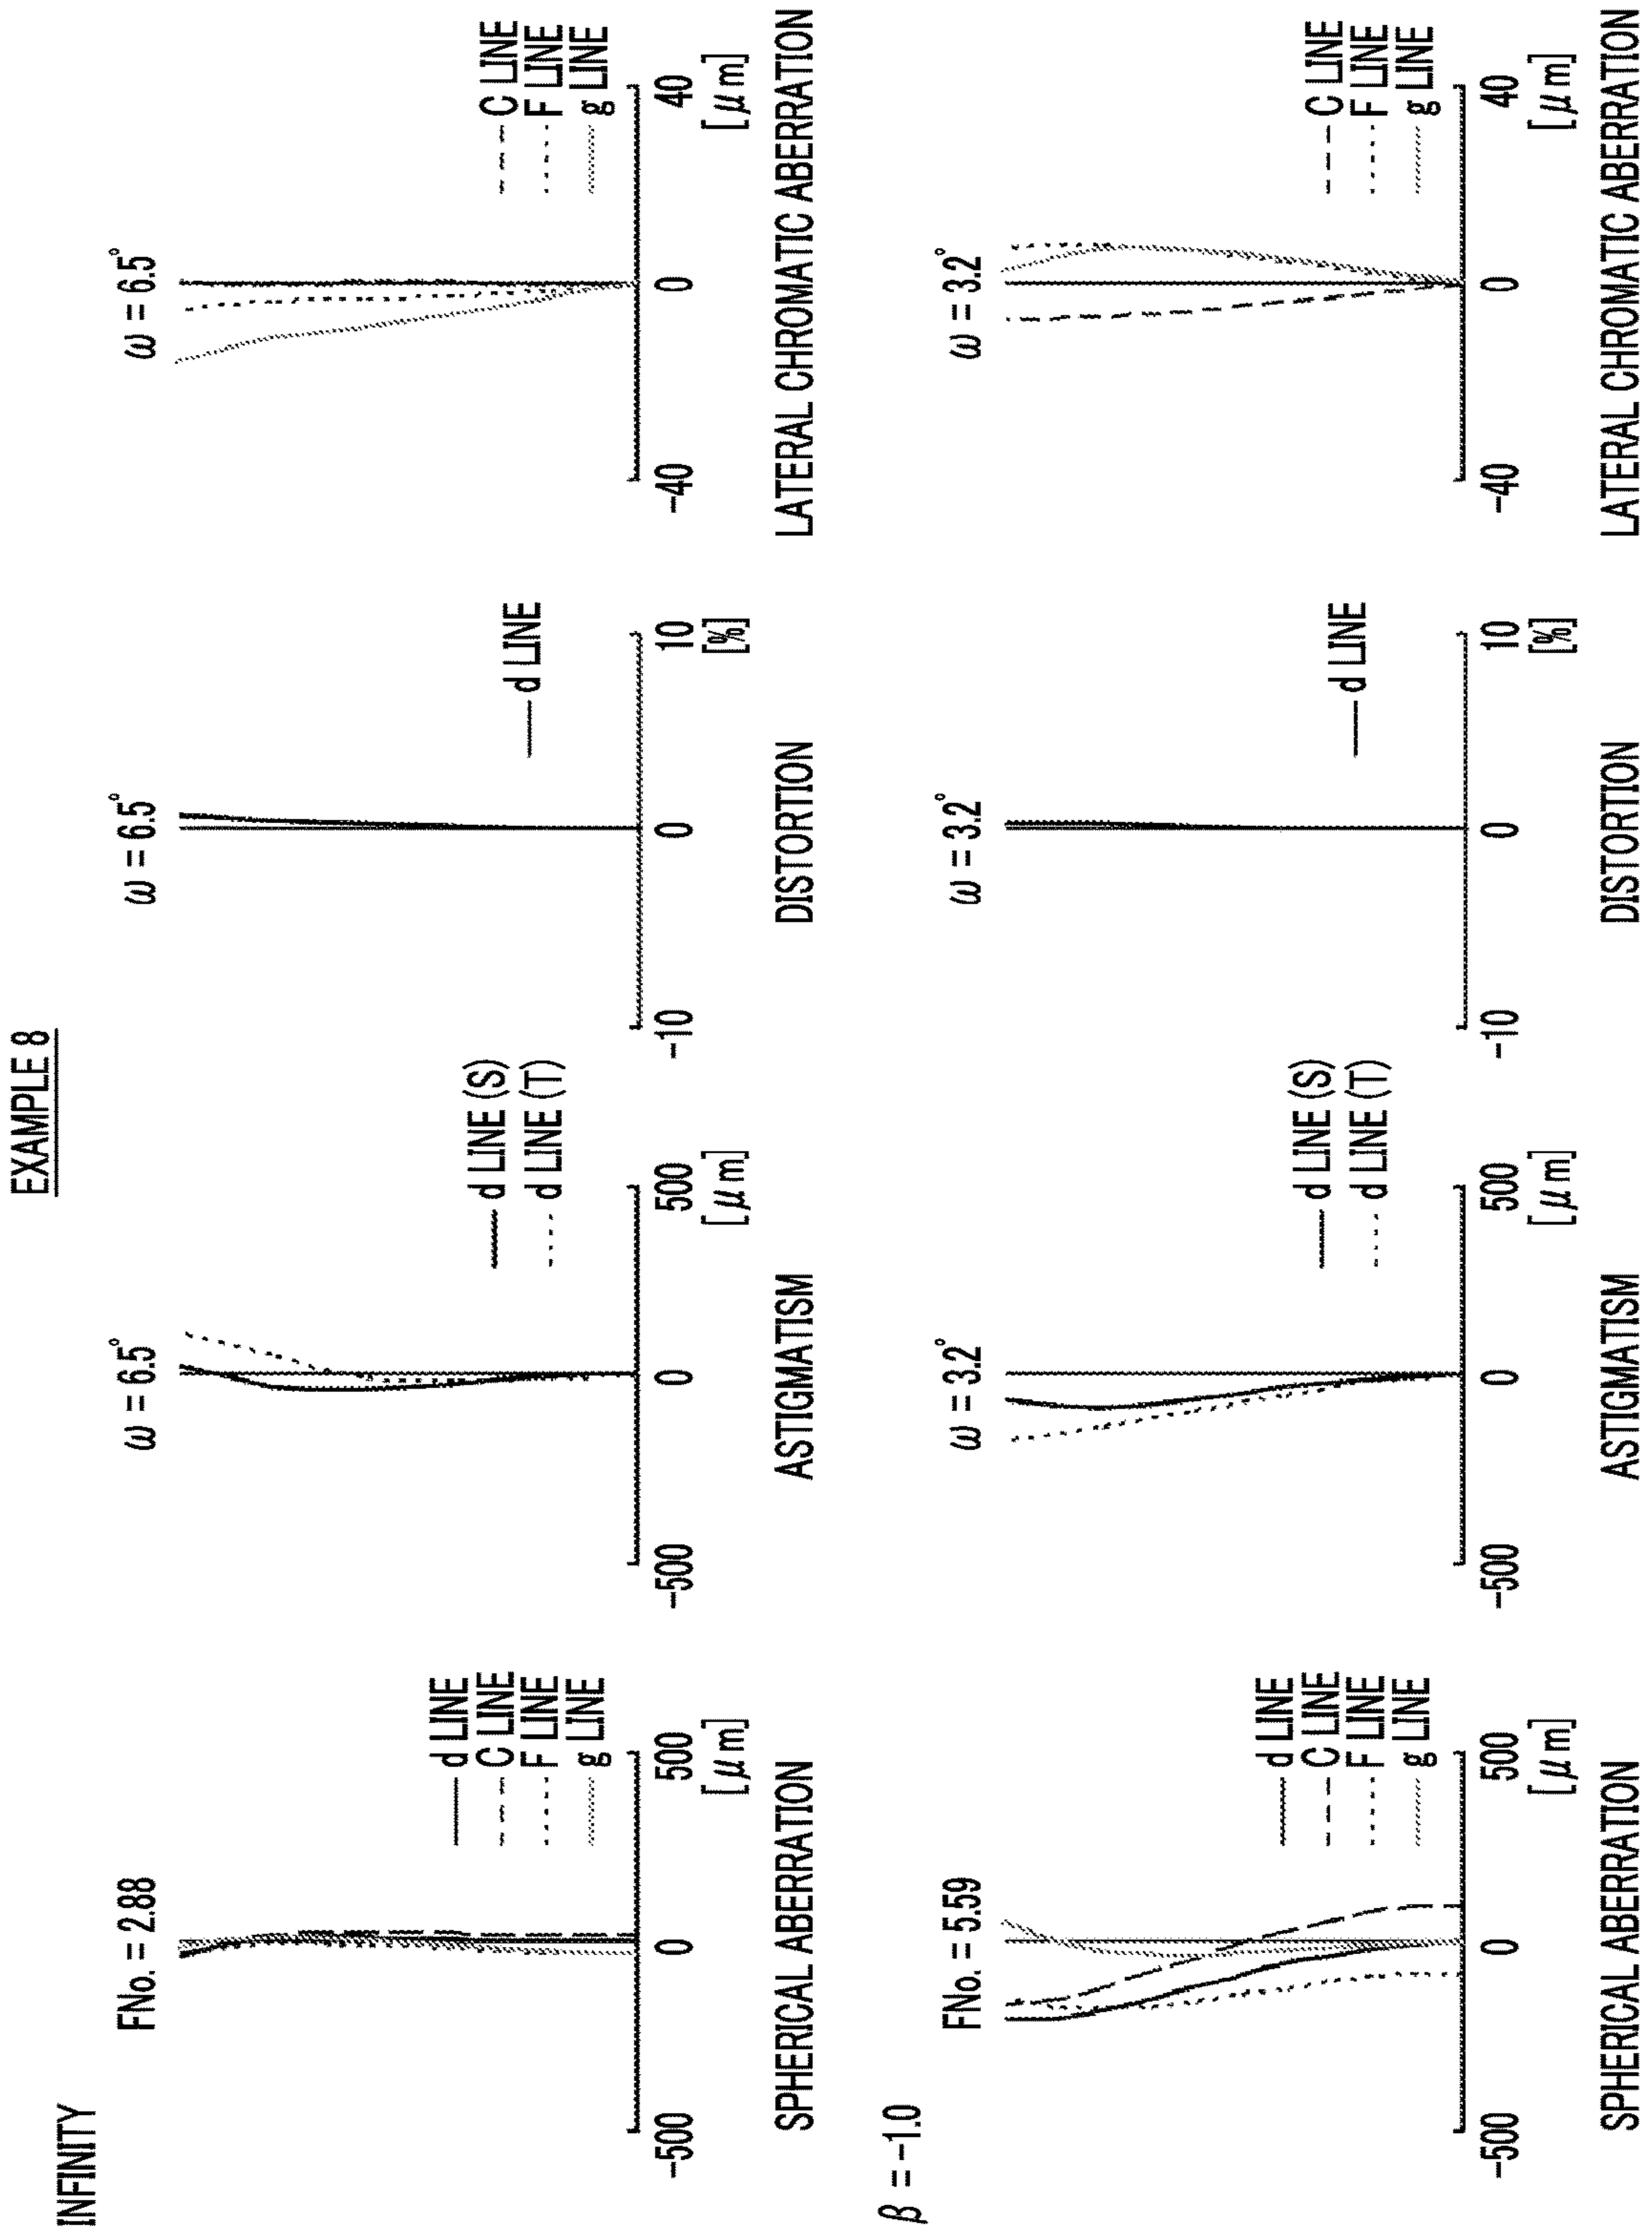 EXAMPLE 8
INFINITY
FNo. = 2.88
d LINE
C LINE
F LINE
g LINE
-500 0 500
[μm]
SPHERICAL ABERRATION
ω = 6.5°
d LINE (S)
d LINE (T)
-500 0 500
[μm]
ASTIGMATISM
ω = 6.5°
d LINE
-10 0 10
[%]
DISTORTION
ω = 6.5°
C LINE
F LINE
g LINE
-40 0 40
[μm]
LATERAL CHROMATIC ABERRATION
β = -1.0
FNo. = 5.59
d LINE
C LINE
F LINE
g LINE
-500 0 500
[μm]
SPHERICAL ABERRATION
ω = 3.2°
d LINE (S)
d LINE (T)
-500 0 500
[μm]
ASTIGMATISM
ω = 3.2°
d LINE
-10 0 10
[%]
DISTORTION
ω = 3.2°
C LINE
F LINE
g LINE
-40 0 40
[μm]
LATERAL CHROMATIC ABERRATION